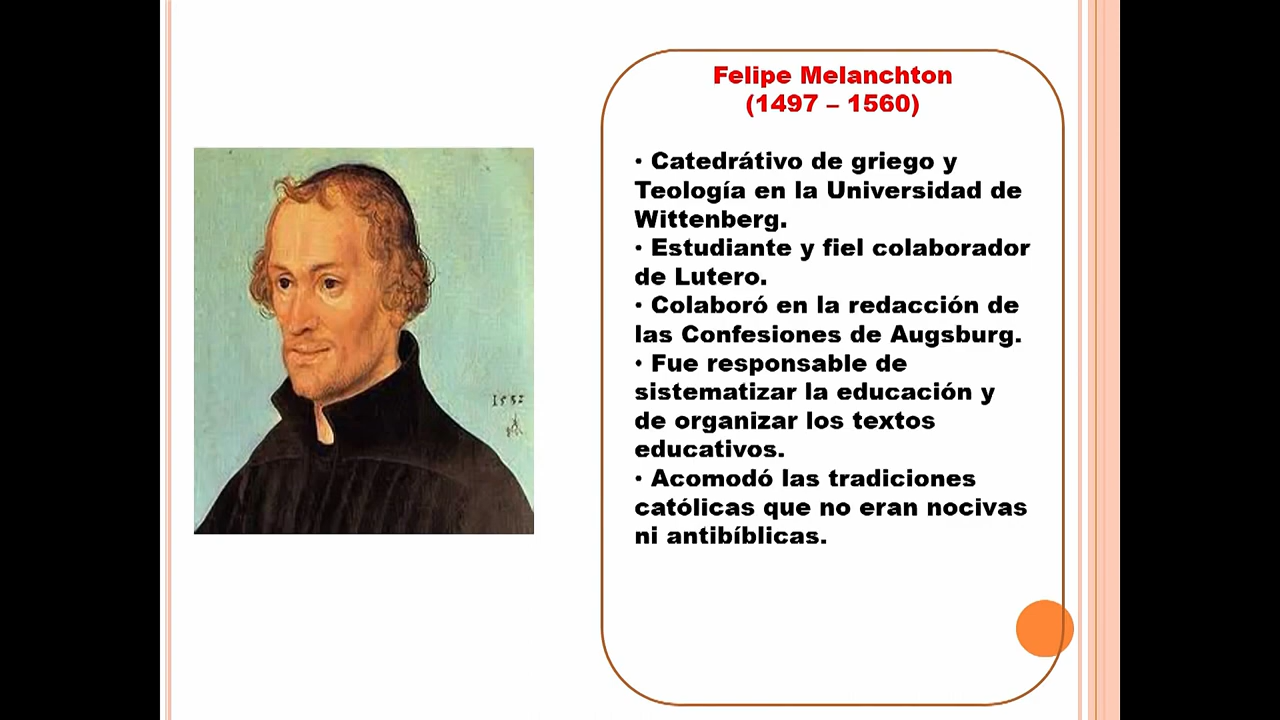 Felipe Melanchton
(1497 – 1560)
• Catedrátivo de griego y
Teología en la Universidad de
Wittenberg.
• Estudiante y fiel colaborador
de Lutero.
• Colaboró en la redacción de
las Confesiones de Augsburg.
• Fue responsable de
sistematizar la educación y
de organizar los textos
educativos.
• Acomodó las tradiciones
católicas que no eran nocivas
ni antibíblicas.
1532